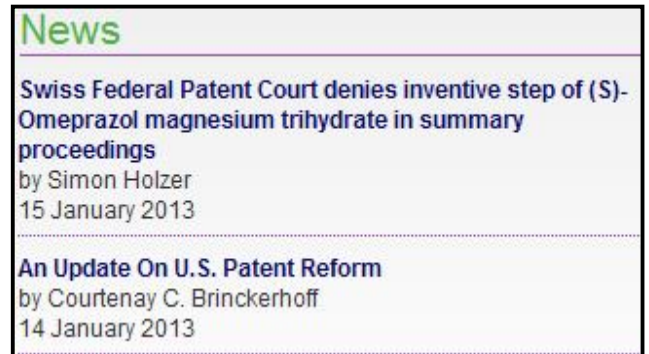 News
Swiss Federal Patent Court denies inventive step of (S)-
Omeprazol magnesium trihydrate in summary
proceedings
by Simon Holzer
15 January 2013
An Update On U.S. Patent Reform
by Courtenay C. Brinckerhoff
14 January 2013